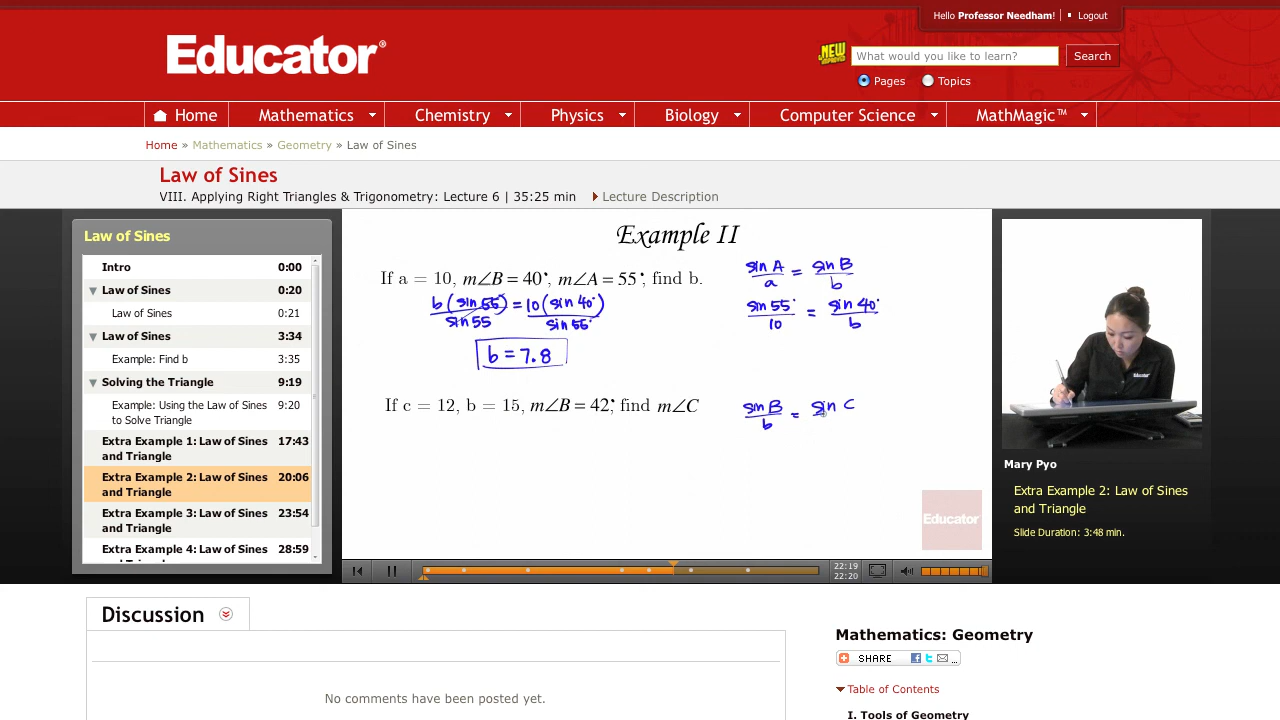 Hello Professor Needham! | Logout
Educator®
NEW
What would you like to learn? Search
Pages Topics
Home Mathematics Chemistry Physics Biology Computer Science MathMagic™
Home » Mathematics » Geometry » Law of Sines
Law of Sines
VIII. Applying Right Triangles & Trigonometry: Lecture 6 | 35:25 min Lecture Description
Law of Sines
Intro 0:00
Law of Sines 0:20
Law of Sines 0:21
Law of Sines 3:34
Example: Find b 3:35
Solving the Triangle 9:19
Example: Using the Law of Sines 9:20
to Solve Triangle
Extra Example 1: Law of Sines 17:43
and Triangle
Extra Example 2: Law of Sines 20:06
and Triangle
Extra Example 3: Law of Sines 23:54
and Triangle
Extra Example 4: Law of Sines 28:59
Example II
If a = 10, m∠B = 40°, m∠A = 55°, find b.
sin A / a = sin B / b
b (sin 55°) / sin 55 = 10 (sin 40°) / sin 55°
sin 55° / 10 = sin 40° / b
b = 7.8
If c = 12, b = 15, m∠B = 42°, find m∠C
sin B / b = sin C
Educator
22:19
22:20
Educator
Mary Pyo
Extra Example 2: Law of Sines
and Triangle
Slide Duration: 3:48 min.
Discussion
No comments have been posted yet.
Mathematics: Geometry
SHARE ...
Table of Contents
I. Tools of Geometry